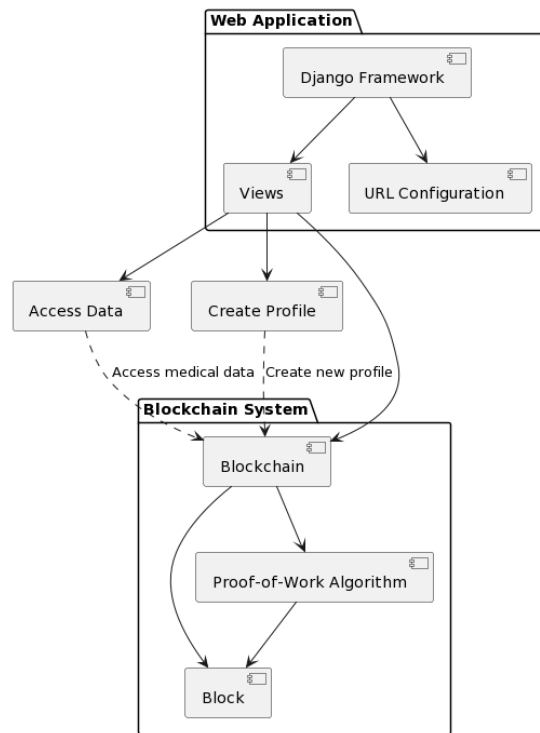 Web Application
Django Framework
Views
URL Configuration
Access Data
Create Profile
Access medical data
Create new profile
Blockchain System
Blockchain
Proof-of-Work Algorithm
Block